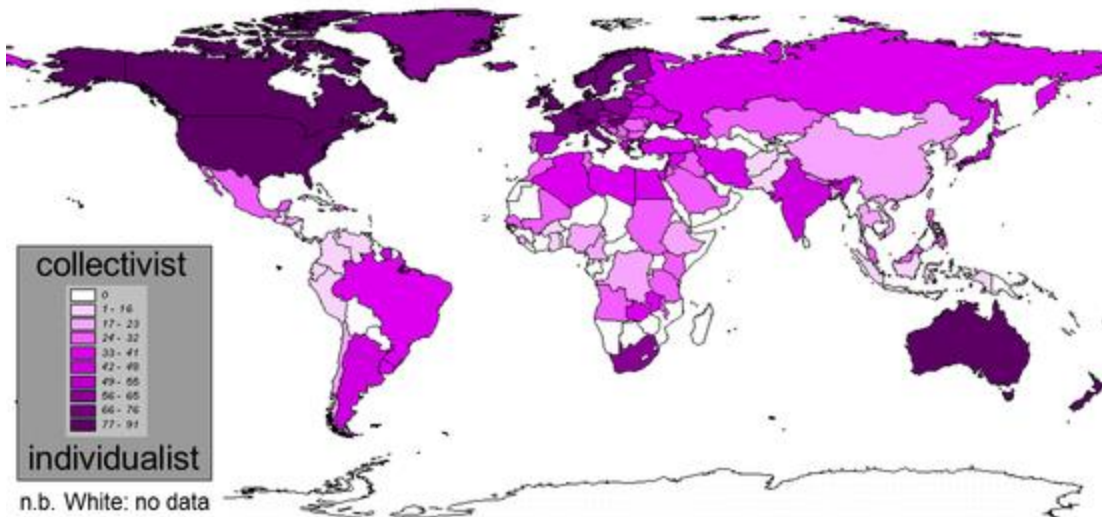 collectivist
0
1 - 16
17 - 23
24 - 32
33 - 41
42 - 48
49 - 55
56 - 65
66 - 76
77 - 91
individualist
n.b. White: no data